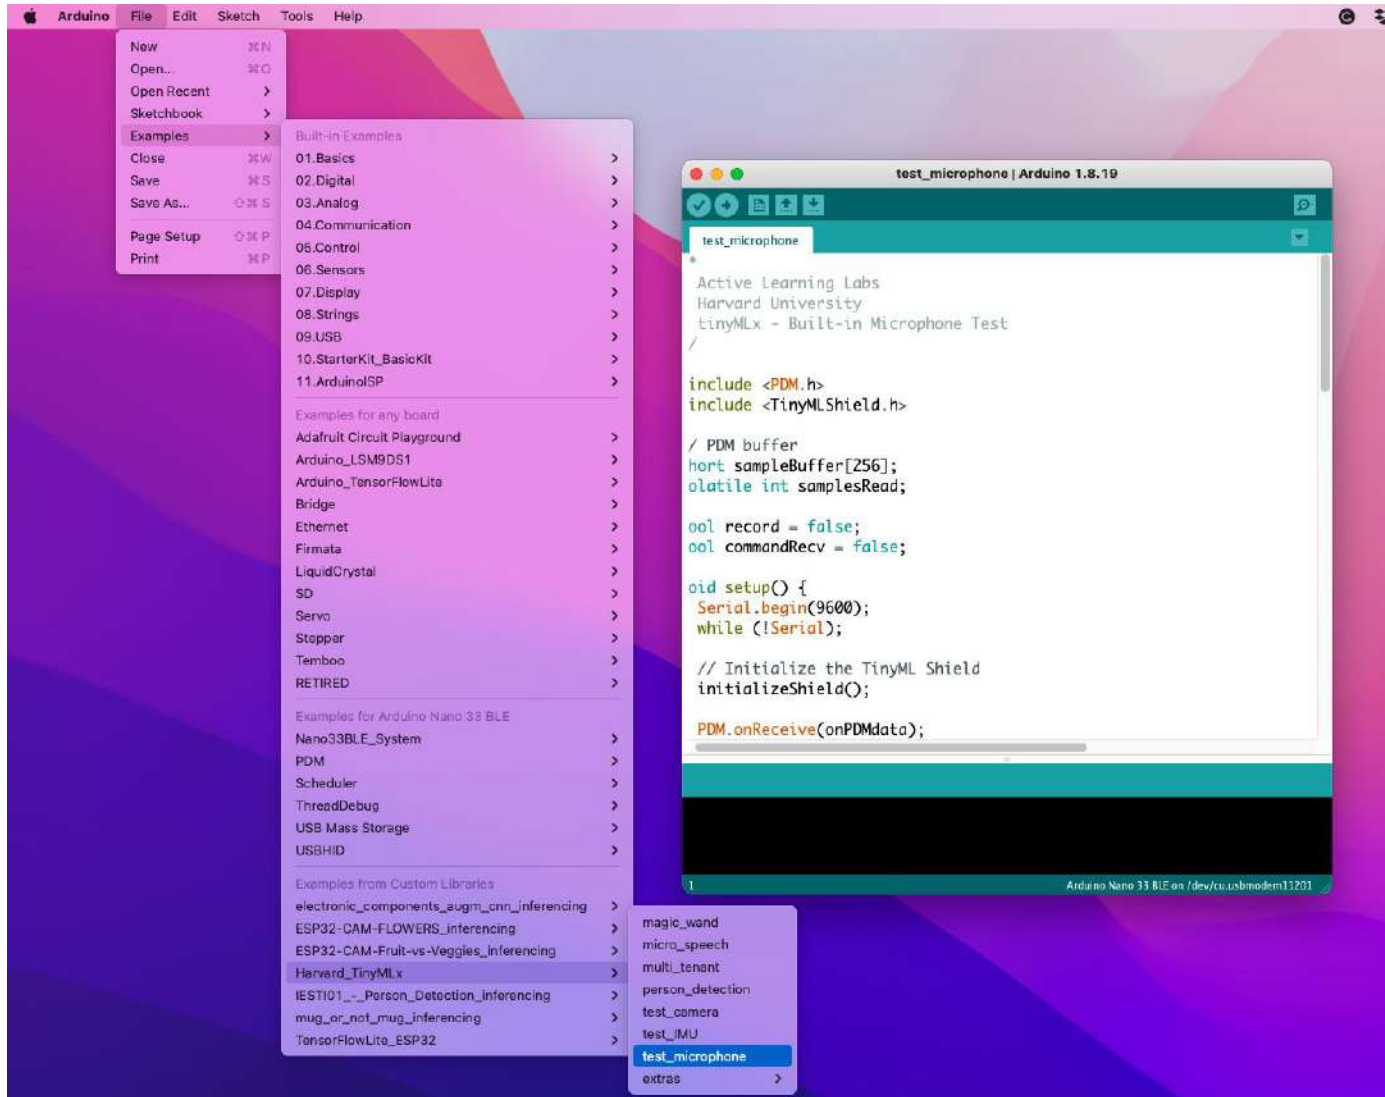 Arduino File Edit Sketch Tools Help
New ⌘N
Open... ⌘O
Open Recent >
Sketchbook >
Examples >
Close ⌘W
Save ⌘S
Save As... ⇧⌘S
Page Setup ⇧⌘P
Print ⌘P
Built-in Examples
01.Basics >
02.Digital >
03.Analog >
04.Communication >
05.Control >
06.Sensors >
07.Display >
08.Strings >
09.USB >
10.StarterKit_BasicKit >
11.ArduinoISP >
Examples for any board
Adafruit Circuit Playground >
Arduino_LSM9DS1 >
Arduino_TensorFlowLite >
Bridge >
Ethernet >
Firmata >
LiquidCrystal >
SD >
Servo >
Stepper >
Temboo >
RETIRED >
Examples for Arduino Nano 33 BLE
Nano33BLE_System >
PDM >
Scheduler >
ThreadDebug >
USB Mass Storage >
USBHID >
Examples from Custom Libraries
electronic_components_augm_cnn_inferencing >
ESP32-CAM-FLOWERS_inferencing >
ESP32-CAM-Fruit-vs-Veggies_inferencing >
Harvard_TinyMLx >
IESTI01_-_Person_Detection_inferencing >
mug_or_not_mug_inferencing >
TensorFlowLite_ESP32 >
magic_wand
micro_speech
multi_tenant
person_detection
test_camera
test_IMU
test_microphone
extras >
test_microphone | Arduino 1.8.19
test_microphone
*
Active Learning Labs
Harvard University
tinyMLx - Built-in Microphone Test
/
include <PDM.h>
include <TinyMLShield.h>
/ PDM buffer
hort sampleBuffer[256];
olatile int samplesRead;
ool record = false;
ool commandRecv = false;
oid setup() {
Serial.begin(9600);
while (!Serial);
// Initialize the TinyML Shield
initializeShield();
PDM.onReceive(onPDMdata);
1 Arduino Nano 33 BLE on /dev/cu.usbmodem11201